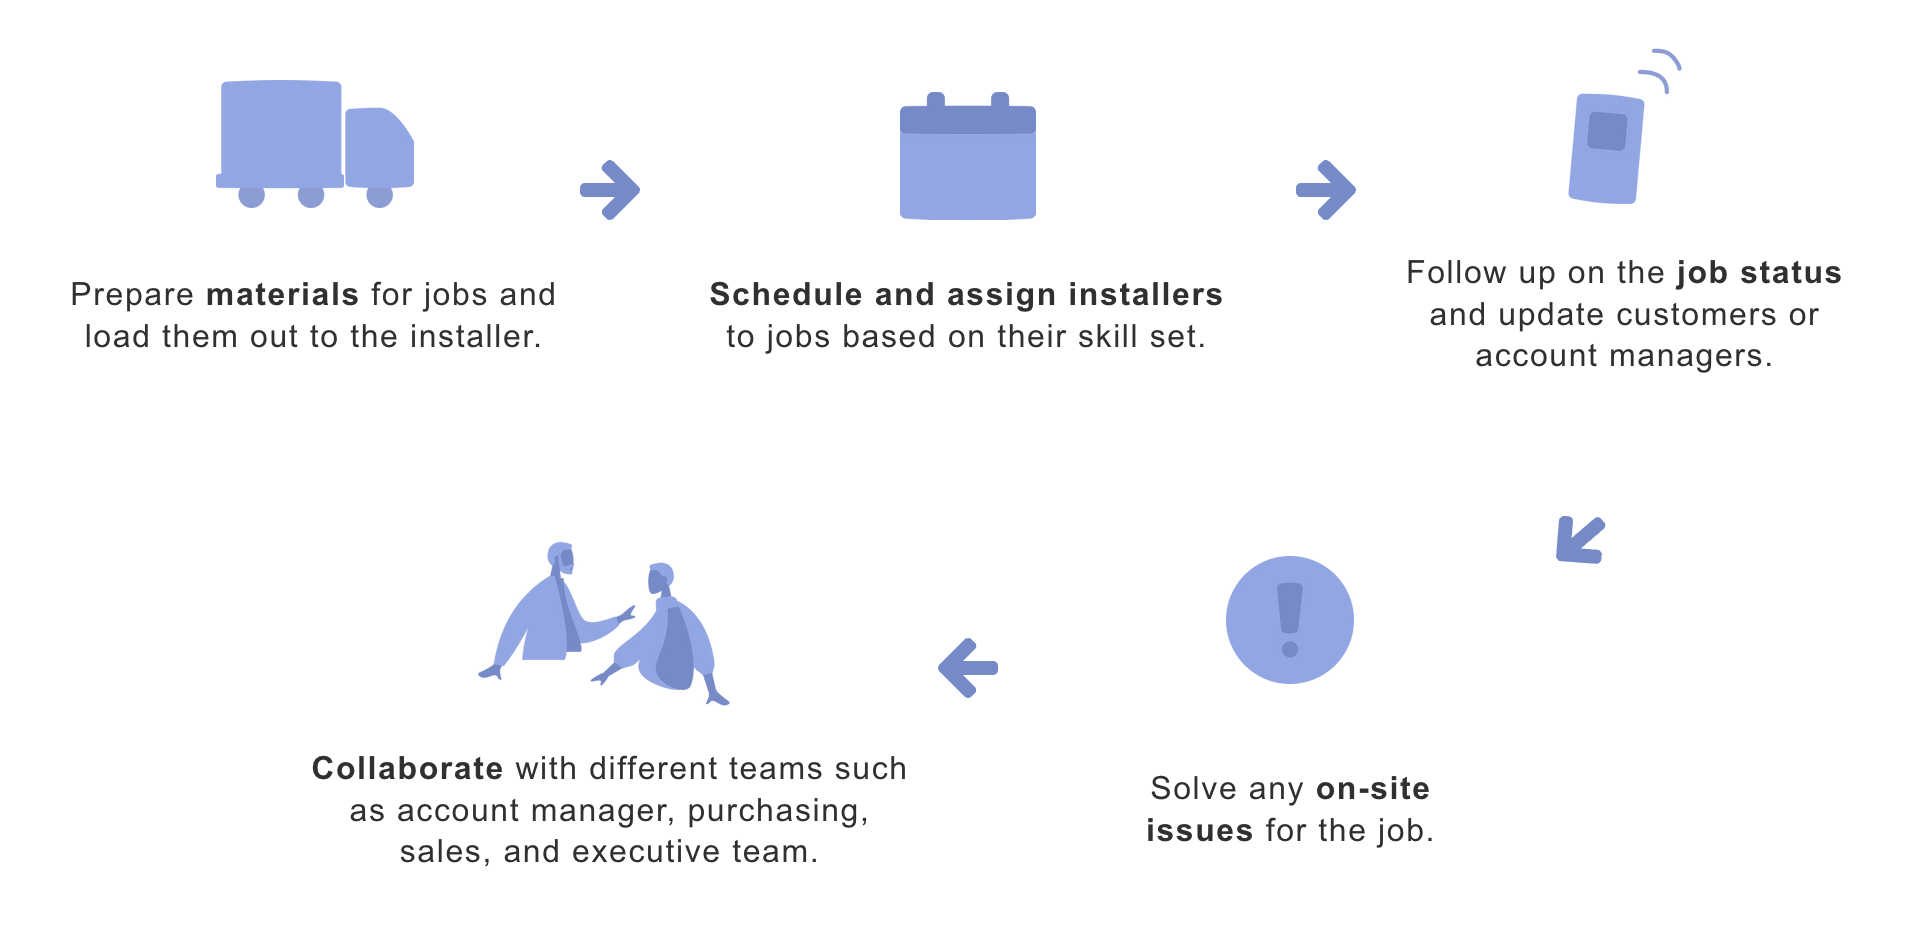 Prepare materials for jobs and
load them out to the installer.
Schedule and assign installers
to jobs based on their skill set.
Follow up on the job status
and update customers or
account managers.
Collaborate with different teams such
as account manager, purchasing,
sales, and executive team.
Solve any on-site
issues for the job.